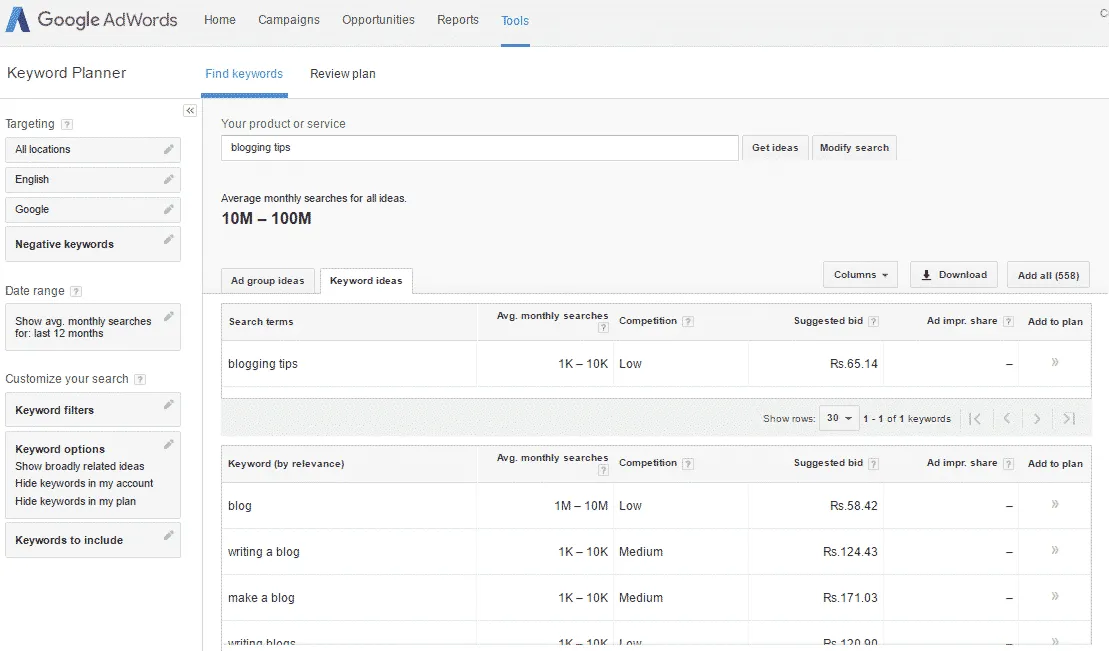 Google AdWords Home Campaigns Opportunities Reports Tools
Keyword Planner Find keywords Review plan
Targeting ?
All locations
English
Google
Negative keywords
Date range ?
Show avg. monthly searches
for: last 12 months
Customize your search ?
Keyword filters
Keyword options
Show broadly related ideas
Hide keywords in my account
Hide keywords in my plan
Keywords to include
Your product or service
blogging tips Get ideas Modify search
Average monthly searches for all ideas.
10M – 100M
Ad group ideas Keyword ideas Columns Download Add all (558)
Search terms Avg. monthly searches ? Competition ? Suggested bid ? Ad impr. share ? Add to plan
blogging tips 1K – 10K Low Rs.65.14 – »
Show rows: 30 1 - 1 of 1 keywords
Keyword (by relevance) Avg. monthly searches ? Competition ? Suggested bid ? Ad impr. share ? Add to plan
blog 1M – 10M Low Rs.58.42 – »
writing a blog 1K – 10K Medium Rs.124.43 – »
make a blog 1K – 10K Medium Rs.171.03 – »
writing blogs 1K – 10K Low Rs.120.90 – »